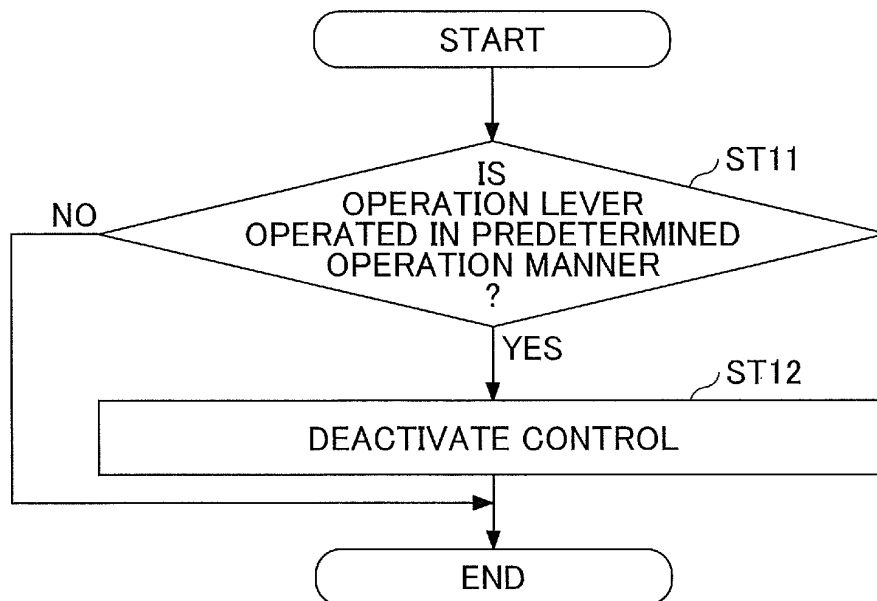 START
ST11
IS
OPERATION LEVER
OPERATED IN PREDETERMINED
OPERATION MANNER
?
NO
YES
ST12
DEACTIVATE CONTROL
END